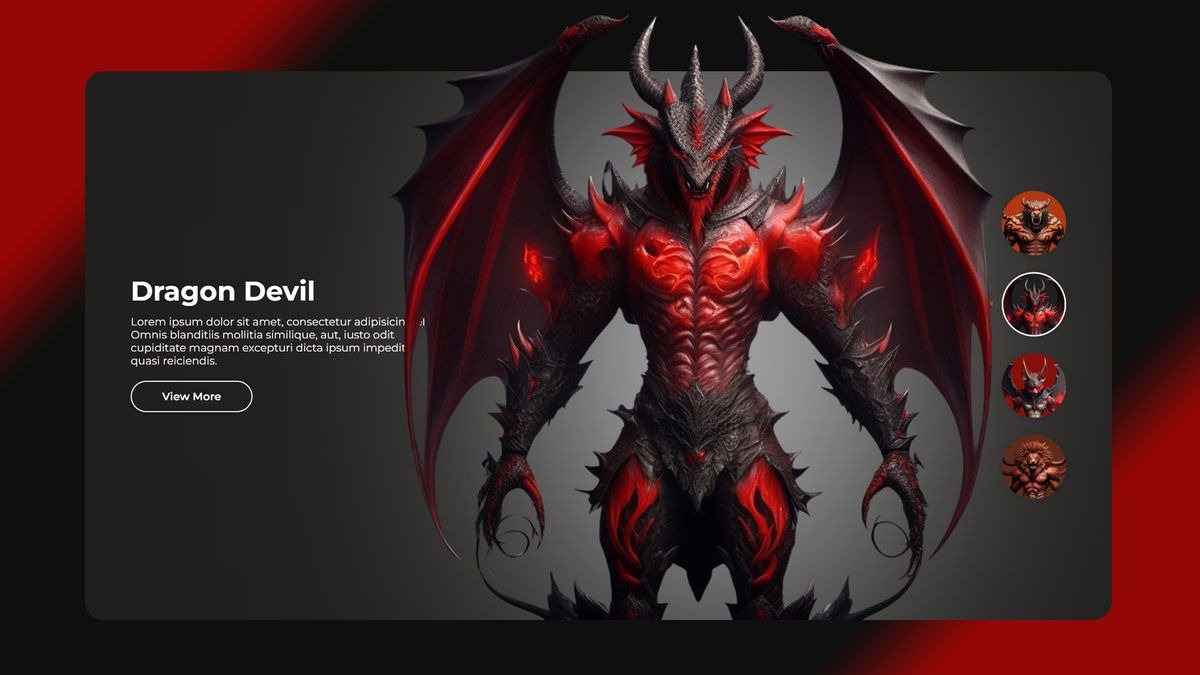 Dragon Devil
Lorem ipsum dolor sit amet, consectetur
Omnis blanditiis mollitia similique, aut, iusto odit
cupiditate magnam excepturi dicta ipsum impedit
quasi reiciendis.
View More